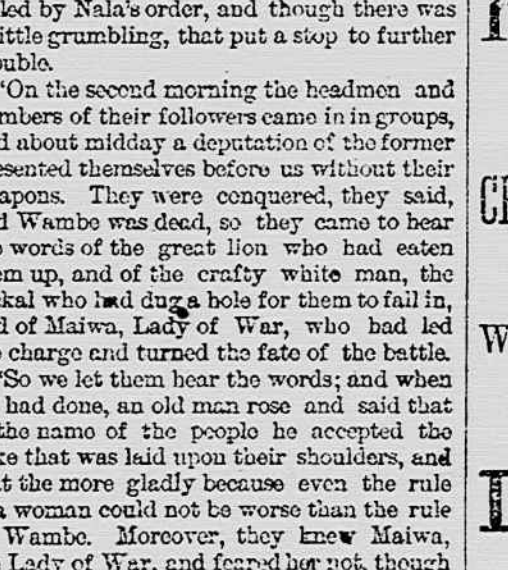 led by Nala's order, and though there was
ittle grumbling, that put a stop to further
ouble.
"On the second morning the headmen and
mbers of their followers came in in groups,
d about midday a deputation of the former
esented themselves before us without their
apons. They were conquered, they said,
d Wambe was dead, so they came to hear
e words of the great lion who had eaten
em up, and of the crafty white man, the
ckal who had dug a hole for them to fall in,
d of Maiwa, Lady of War, who had led
e charge and turned the fate of the battle.
"So we let them hear the words; and when
had done, an old man rose and said that
the name of the people he accepted the
ke that was laid upon their shoulders, and
at the more gladly because even the rule
a woman could not be worse than the rule
Wambe. Moreover, they knew Maiwa,
Lady of War, and feared her not, though